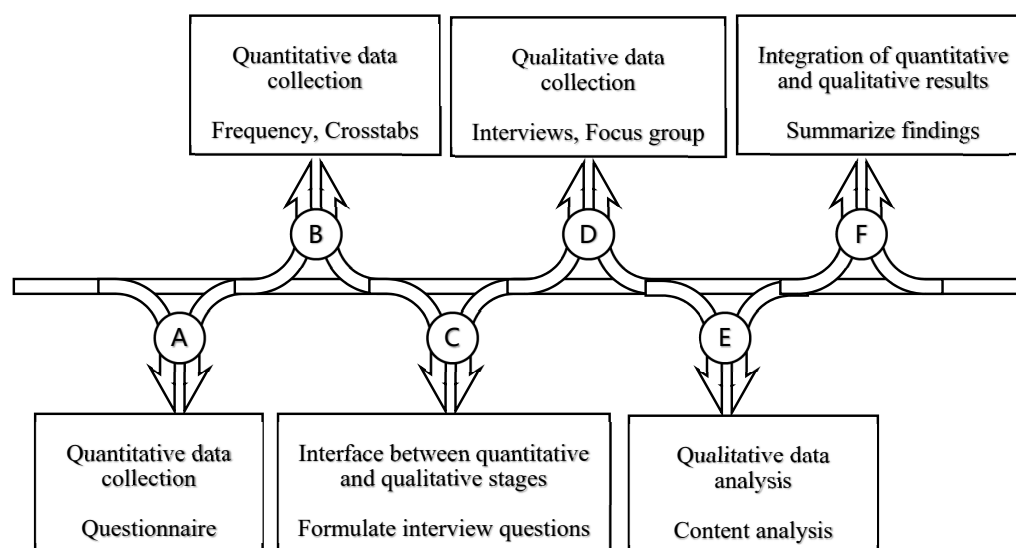 Quantitative data
collection
Frequency, Crosstabs
Qualitative data
collection
Interviews, Focus group
Integration of quantitative
and qualitative results
Summarize findings
B
D
F
A
C
E
Quantitative data
collection
Questionnaire
Interface between quantitative
and qualitative stages
Formulate interview questions
Qualitative data
analysis
Content analysis